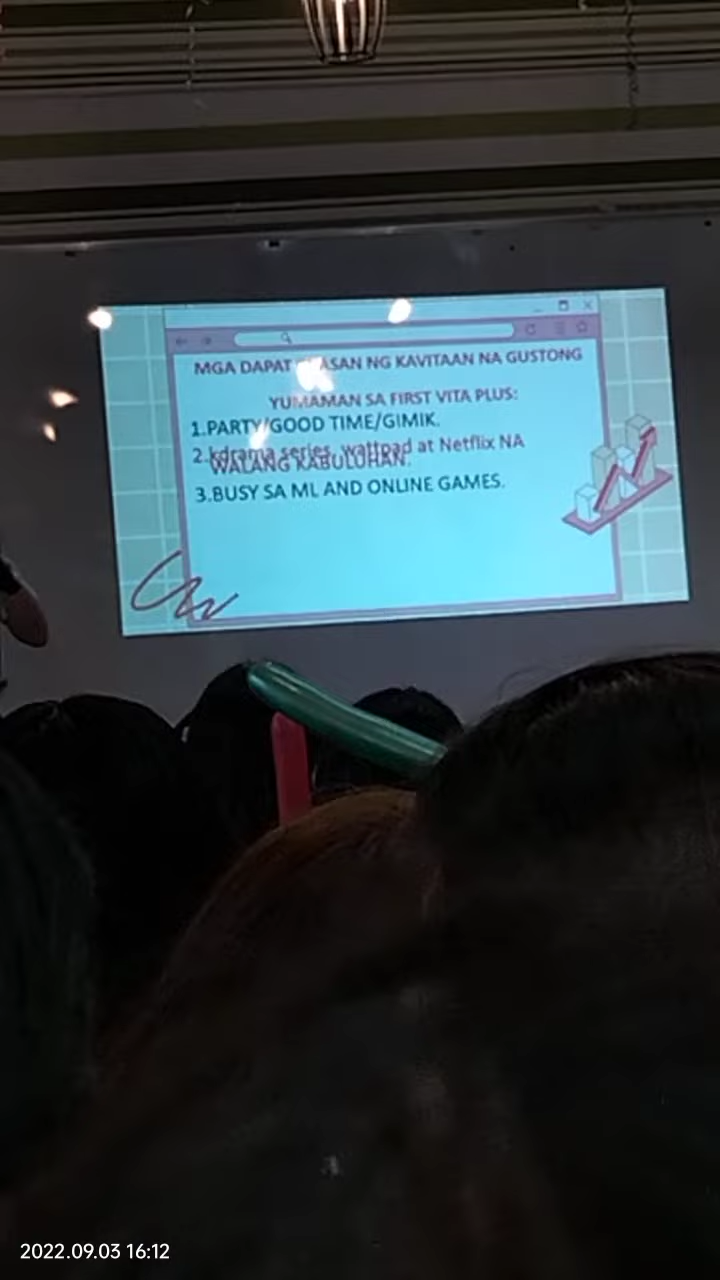 MGA DAPAT NG KAVITAAN NA GUSTONG
YUMAMAN SA FIRST VITA PLUS:
1.PARTY/GOOD TIME/GIMIK.
2.kdrama series, wattpad at Netflix NA
WALANG KABULUHAN.
3.BUSY SA ML AND ONLINE GAMES.
2022.09.03 16:12